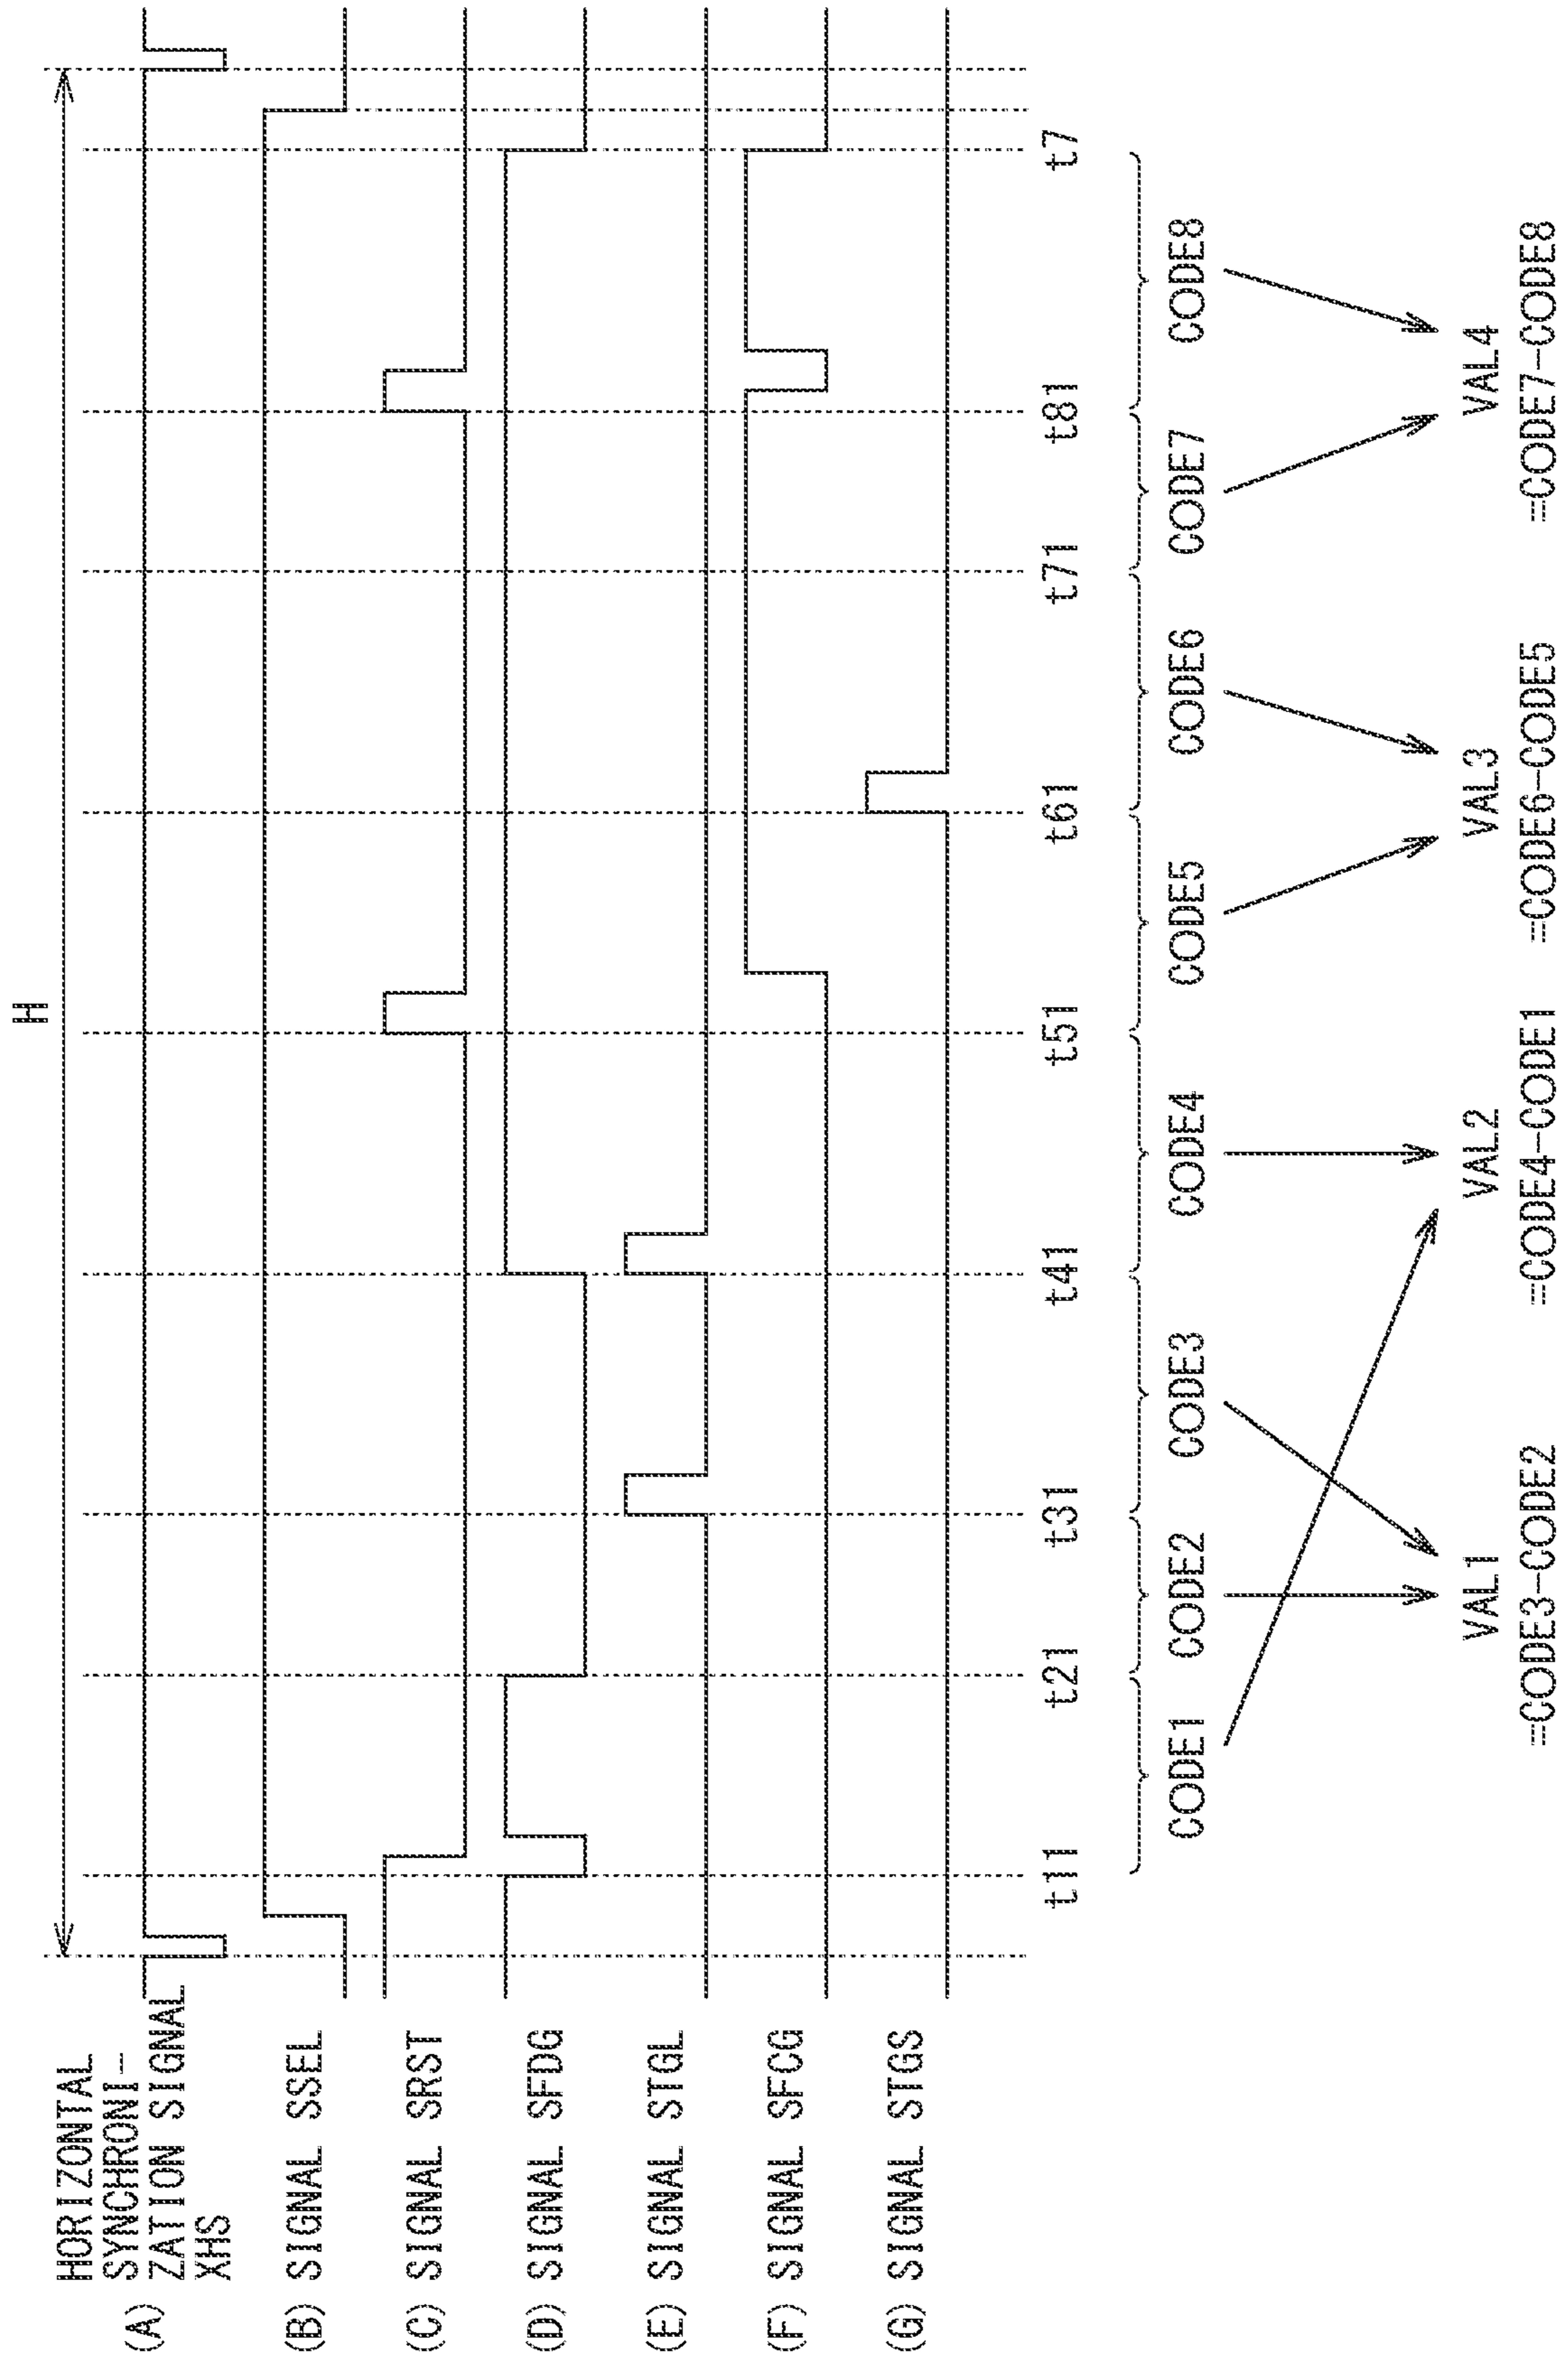 H
HORIZONTAL
SYNCHRONI-
(A) ZATION SIGNAL
XHS
(B) SIGNAL SSEL
(C) SIGNAL SRST
(D) SIGNAL SFDG
(E) SIGNAL STGL
(F) SIGNAL SFCG
(G) SIGNAL STGS
t11 t21 t31 t41 t51 t61 t71 t81 t7
CODE1 CODE2 CODE3 CODE4 CODE5 CODE6 CODE7 CODE8
VAL1 VAL2 VAL3 VAL4
=CODE3-CODE2 =CODE4-CODE1 =CODE6-CODE5 =CODE7-CODE8